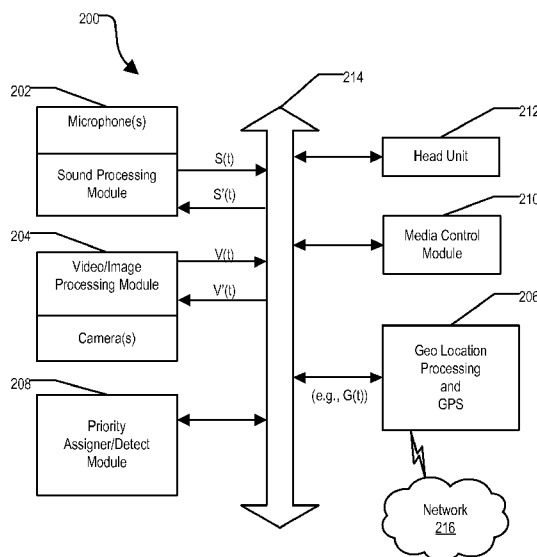 200
214
202
Microphone(s)
Sound Processing
Module
S(t)
S'(t)
212
Head Unit
210
Media Control
Module
204
Video/Image
Processing Module
Camera(s)
V(t)
V'(t)
206
Geo Location
Processing
and
GPS
(e.g., G(t))
208
Priority
Assigner/Detect
Module
Network
216